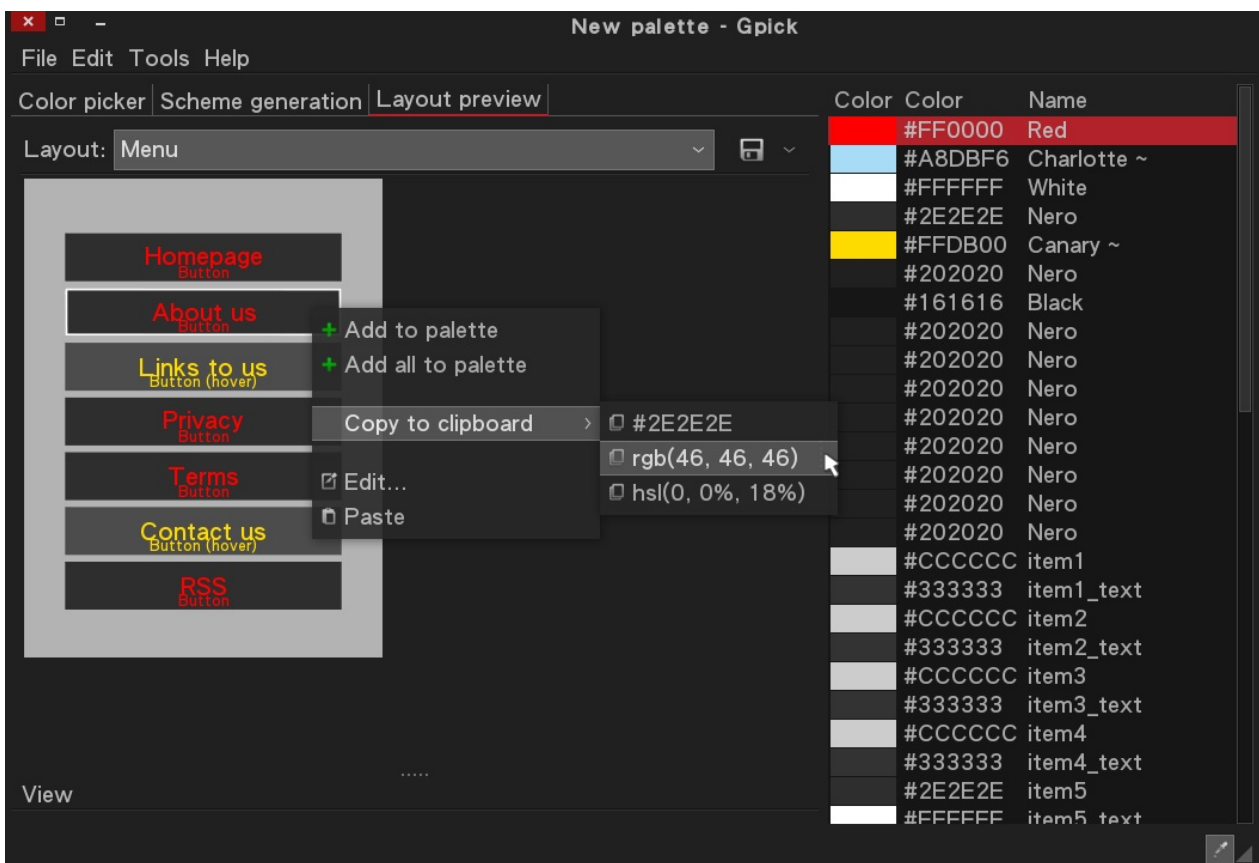 New palette - Gpick
File Edit Tools Help
Color picker Scheme generation Layout preview
Layout: Menu
Homepage
Button
About us
Button
Links to us
Button (hover)
Privacy
Button
Terms
Button
Contact us
Button (hover)
RSS
Button
Add to palette
Add all to palette
Copy to clipboard
Edit...
Paste
#2E2E2E
rgb(46, 46, 46)
hsl(0, 0%, 18%)
View
Color Color Name
#FF0000 Red
#A8DBF6 Charlotte ~
#FFFFFF White
#2E2E2E Nero
#FFDB00 Canary ~
#202020 Nero
#161616 Black
#202020 Nero
#202020 Nero
#202020 Nero
#202020 Nero
#202020 Nero
#202020 Nero
#202020 Nero
#202020 Nero
#CCCCCC item1
#333333 item1_text
#CCCCCC item2
#333333 item2_text
#CCCCCC item3
#333333 item3_text
#CCCCCC item4
#333333 item4_text
#2E2E2E item5
#FFFFFF item5_text